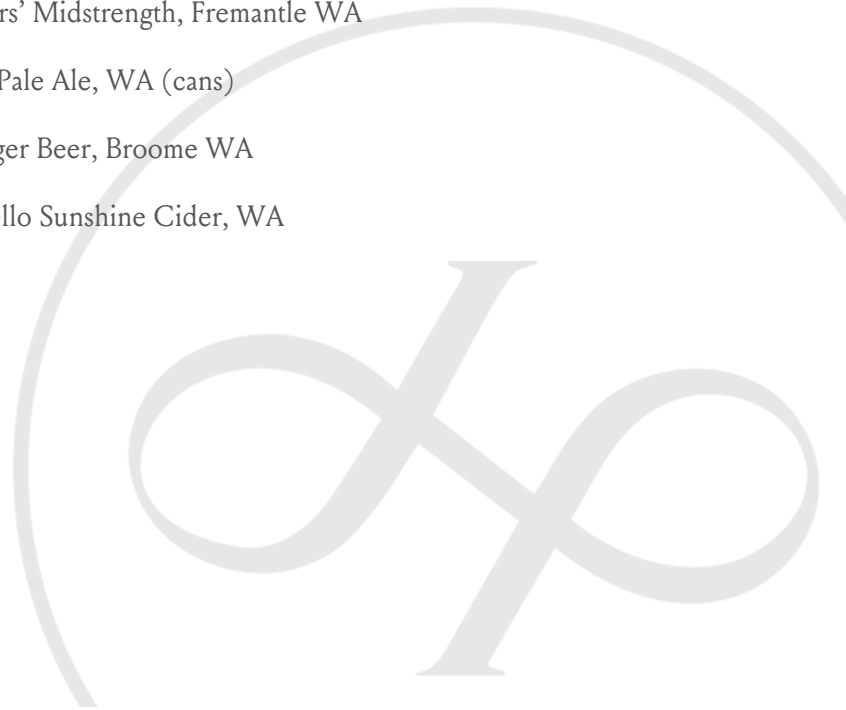 rs’ Midstrength, Fremantle WA
Pale Ale, WA (cans)
ger Beer, Broome WA
llo Sunshine Cider, WA